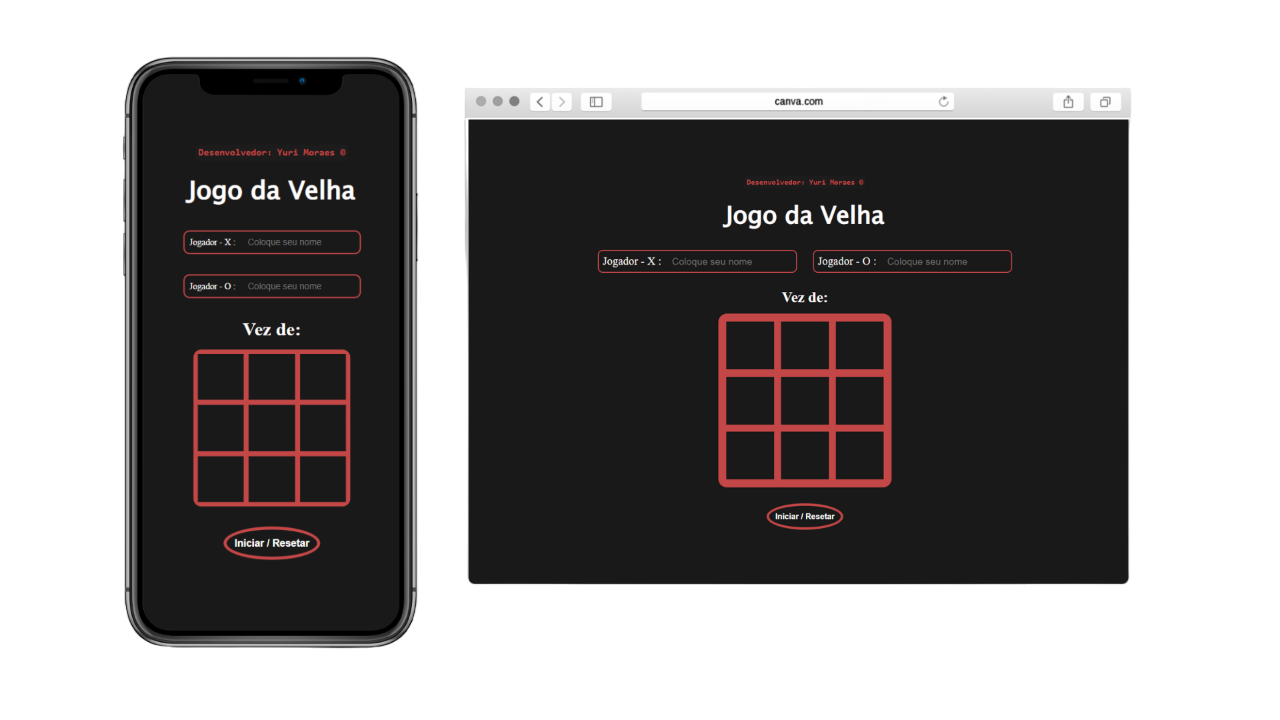 Desenvolvedor: Yuri Moraes ©
Jogo da Velha
Jogador - X : Coloque seu nome
Jogador - O : Coloque seu nome
Vez de:
Iniciar / Resetar
canva.com
Desenvolvedor: Yuri Moraes ©
Jogo da Velha
Jogador - X : Coloque seu nome Jogador - O : Coloque seu nome
Vez de:
Iniciar / Resetar